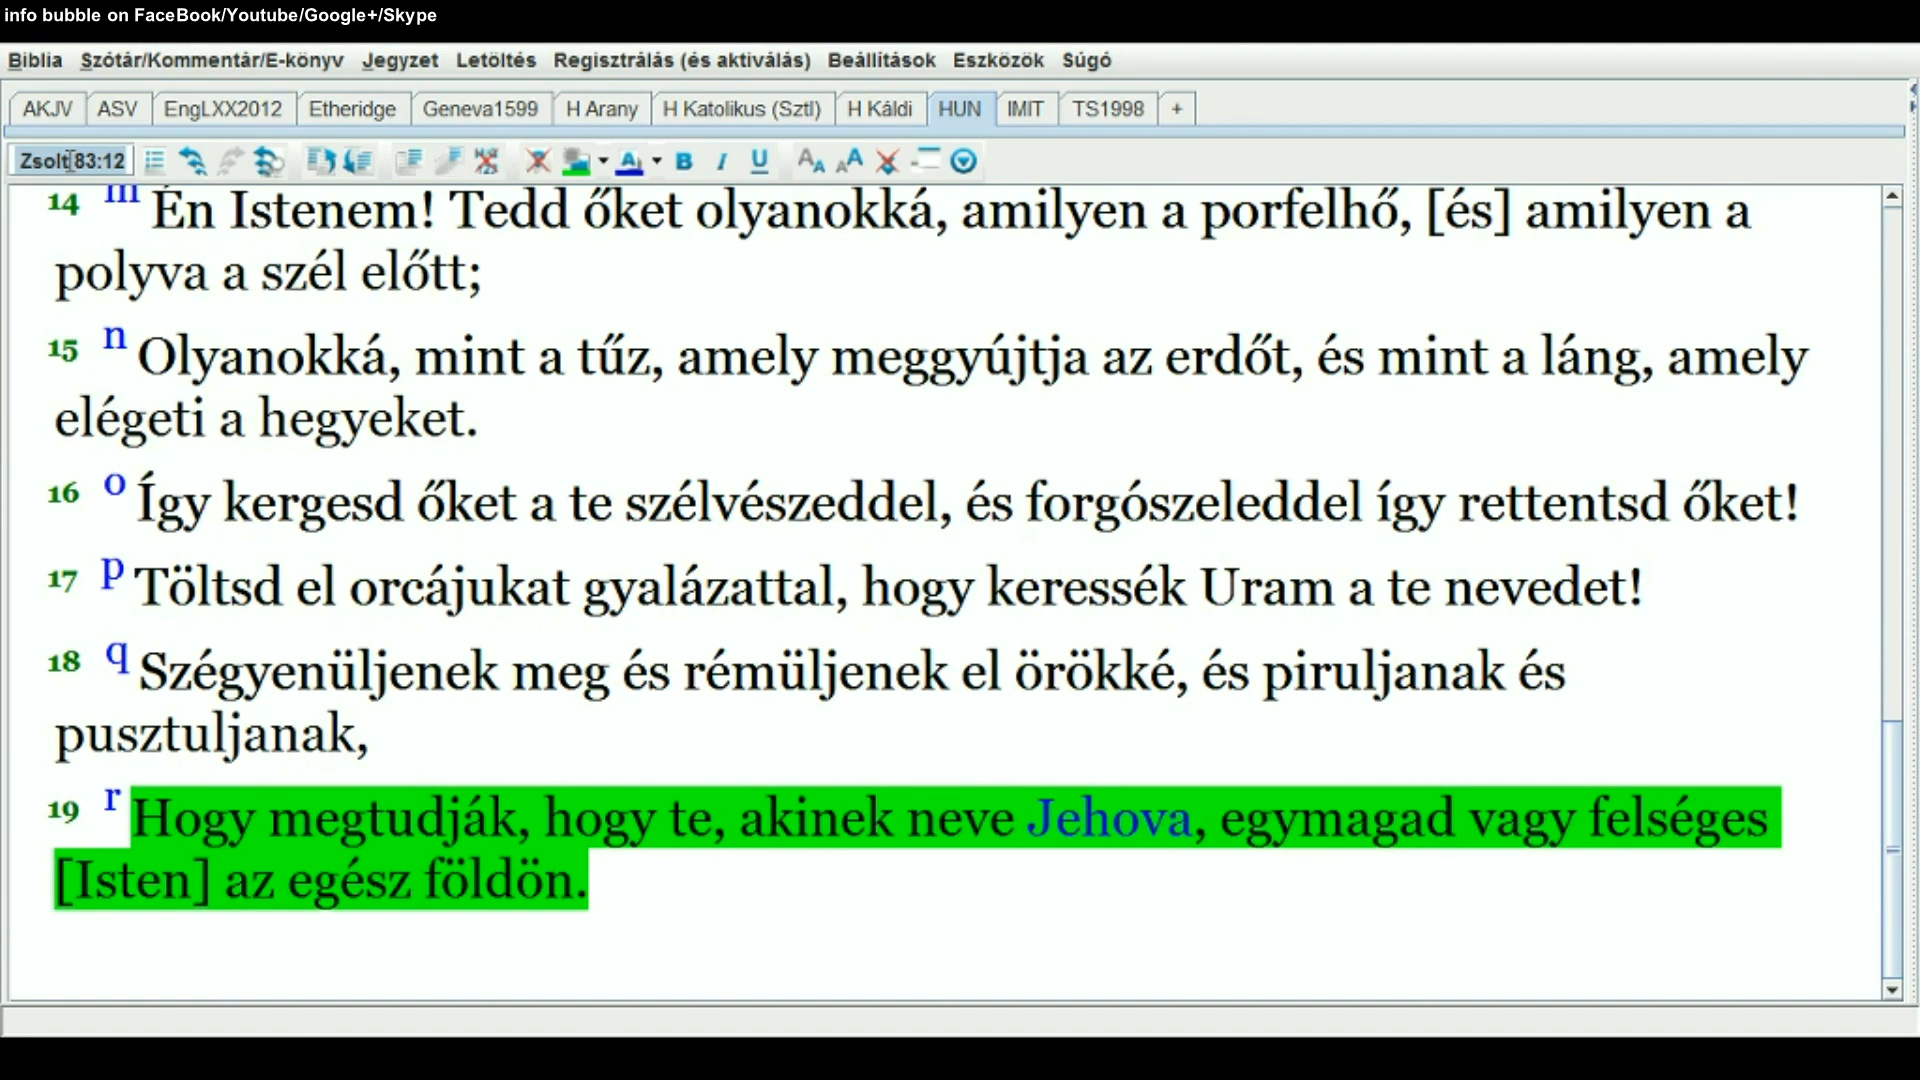 info bubble on FaceBook/Youtube/Google+/Skype
Biblia Szótár/Kommentár/E-könyv Jegyzet Letöltés Regisztrálás (és aktiválás) Beállítások Eszközök Súgó
AKJV ASV EngLXX2012 Etheridge Geneva1599 H Arany H Katolikus (Sztl) H Káldi HUN IMIT TS1998 +
Zsolt 83:12 A B I U AA AA
14 m Én Istenem! Tedd őket olyanokká, amilyen a porfelhő, [és] amilyen a
polyva a szél előtt;
15 n Olyanokká, mint a tűz, amely meggyújtja az erdőt, és mint a láng, amely
elégeti a hegyeket.
16 o Így kergesd őket a te szélvészeddel, és forgószeleddel így rettentsd őket!
17 p Töltsd el orcájukat gyalázattal, hogy keressék Uram a te nevedet!
18 q Szégyenüljenek meg és rémüljenek el örökké, és piruljanak és
pusztuljanak,
19 r Hogy megtudják, hogy te, akinek neve Jehova, egymagad vagy felséges
[Isten] az egész földön.